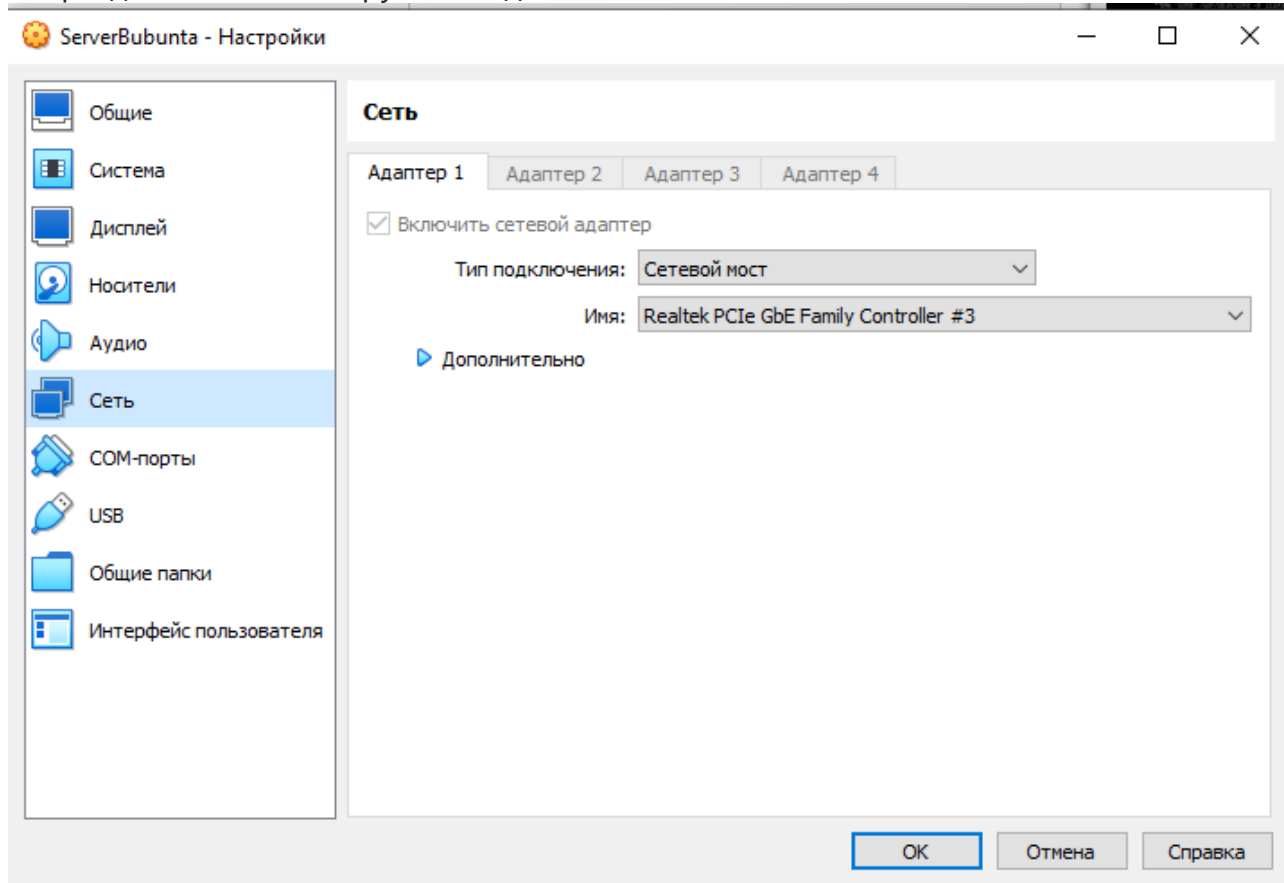 ServerBubunta - Настройки
Общие
Система
Дисплей
Носители
Аудио
Сеть
COM-порты
USB
Общие папки
Интерфейс пользователя
Сеть
Адаптер 1 Адаптер 2 Адаптер 3 Адаптер 4
Включить сетевой адаптер
Тип подключения: Сетевой мост
Имя: Realtek PCIe GbE Family Controller #3
Дополнительно
OK Отмена Справка